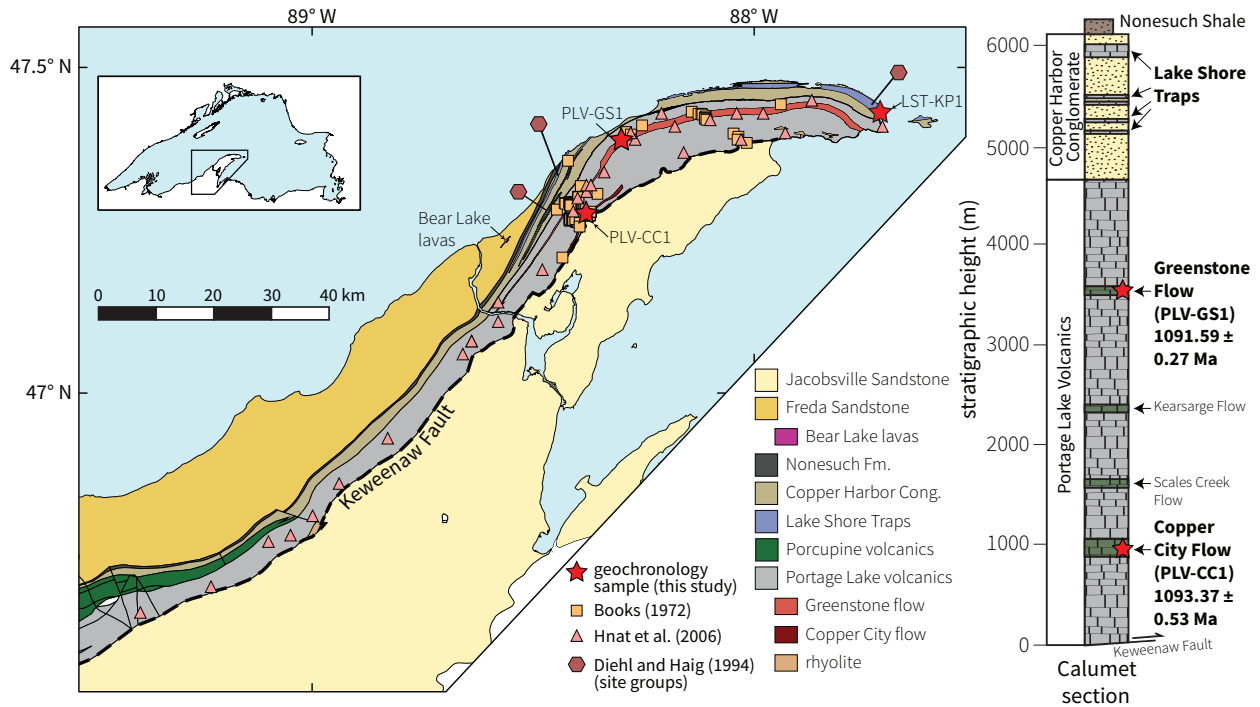 89° W
88° W
47.5° N
47° N
PLV-GS1
LST-KP1
PLV-CC1
Bear Lake
lavas
0
10
20
30
40 km
Keweenaw Fault
Jacobsville Sandstone
Freda Sandstone
Bear Lake lavas
Nonesuch Fm.
Copper Harbor Cong.
Lake Shore Traps
Porcupine volcanics
Portage Lake volcanics
Greenstone flow
Copper City flow
rhyolite
geochronology
sample (this study)
Books (1972)
Hnat et al. (2006)
Diehl and Haig (1994)
(site groups)
stratigraphic height (m)
6000
5000
4000
3000
2000
1000
0
Copper Harbor
Conglomerate
Portage Lake Volcanics
Nonesuch Shale
Lake Shore
Traps
Greenstone
Flow
(PLV-GS1)
1091.59 ±
0.27 Ma
Kearsarge Flow
Scales Creek
Flow
Copper
City Flow
(PLV-CC1)
1093.37 ±
0.53 Ma
Keweenaw Fault
Calumet
section